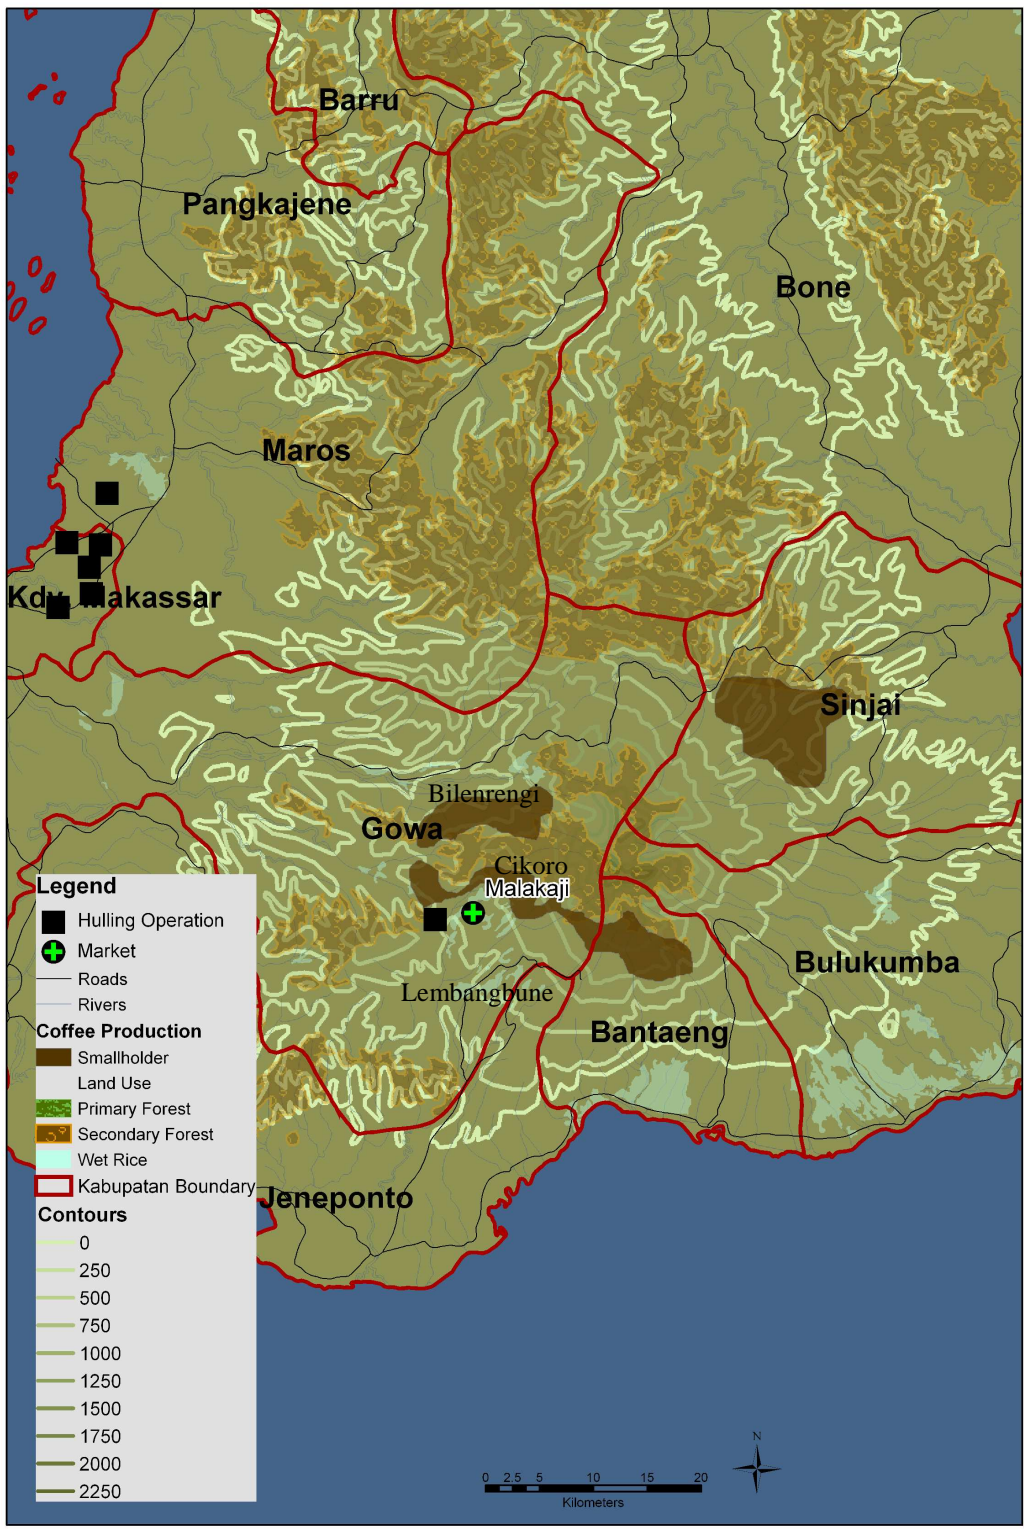 Barru
Pangkajene
Bone
Maros
Kdy. Makassar
Sinjai
Bilenrengi
Gowa
Cikoro
Malakaji
Bulukumba
Lembangbune
Bantaeng
Jeneponto
Legend
Hulling Operation
Market
Roads
Rivers
Coffee Production
Smallholder
Land Use
Primary Forest
Secondary Forest
Wet Rice
Kabupatan Boundary
Contours
0
250
500
750
1000
1250
1500
1750
2000
2250
N
0 2.5 5 10 15 20
Kilometers